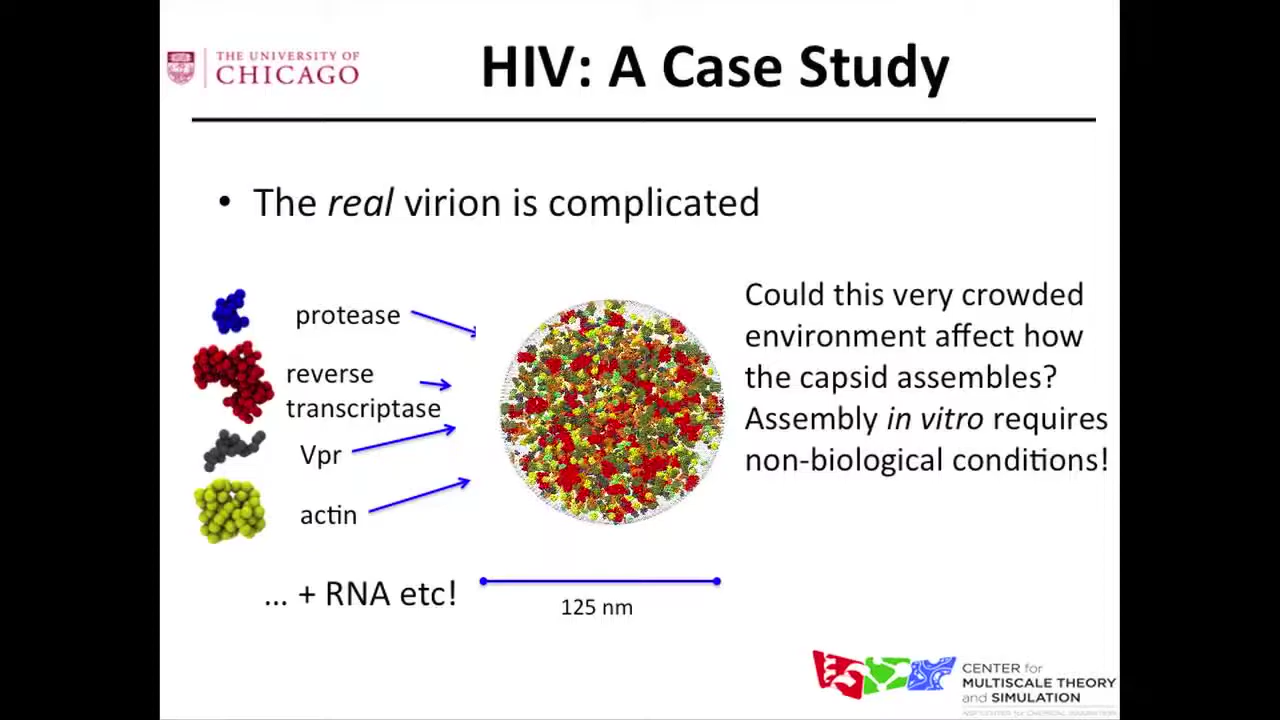 THE UNIVERSITY OF
CHICAGO
HIV: A Case Study
• The real virion is complicated
protease
reverse
transcriptase
Vpr
actin
... + RNA etc!
125 nm
Could this very crowded
environment affect how
the capsid assembles?
Assembly in vitro requires
non-biological conditions!
CENTER for
MULTISCALE THEORY
and SIMULATION